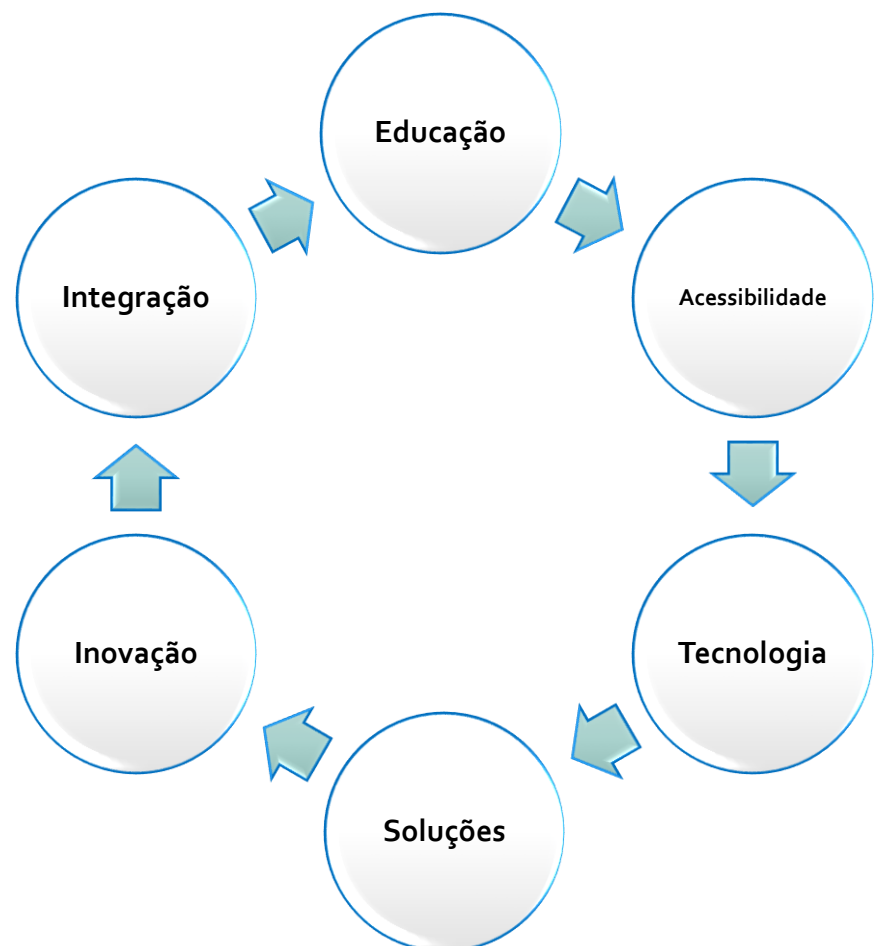 Educação
Acessibilidade
Tecnologia
Soluções
Inovação
Integração